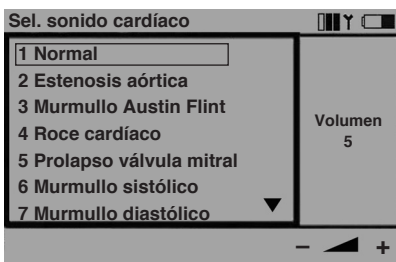 Sel. sonido cardíaco
1 Normal
2 Estenosis aórtica
3 Murmullo Austin Flint
4 Roce cardíaco
5 Prolapso válvula mitral
6 Murmullo sistólico
7 Murmullo diastólico
Volumen
5
− +